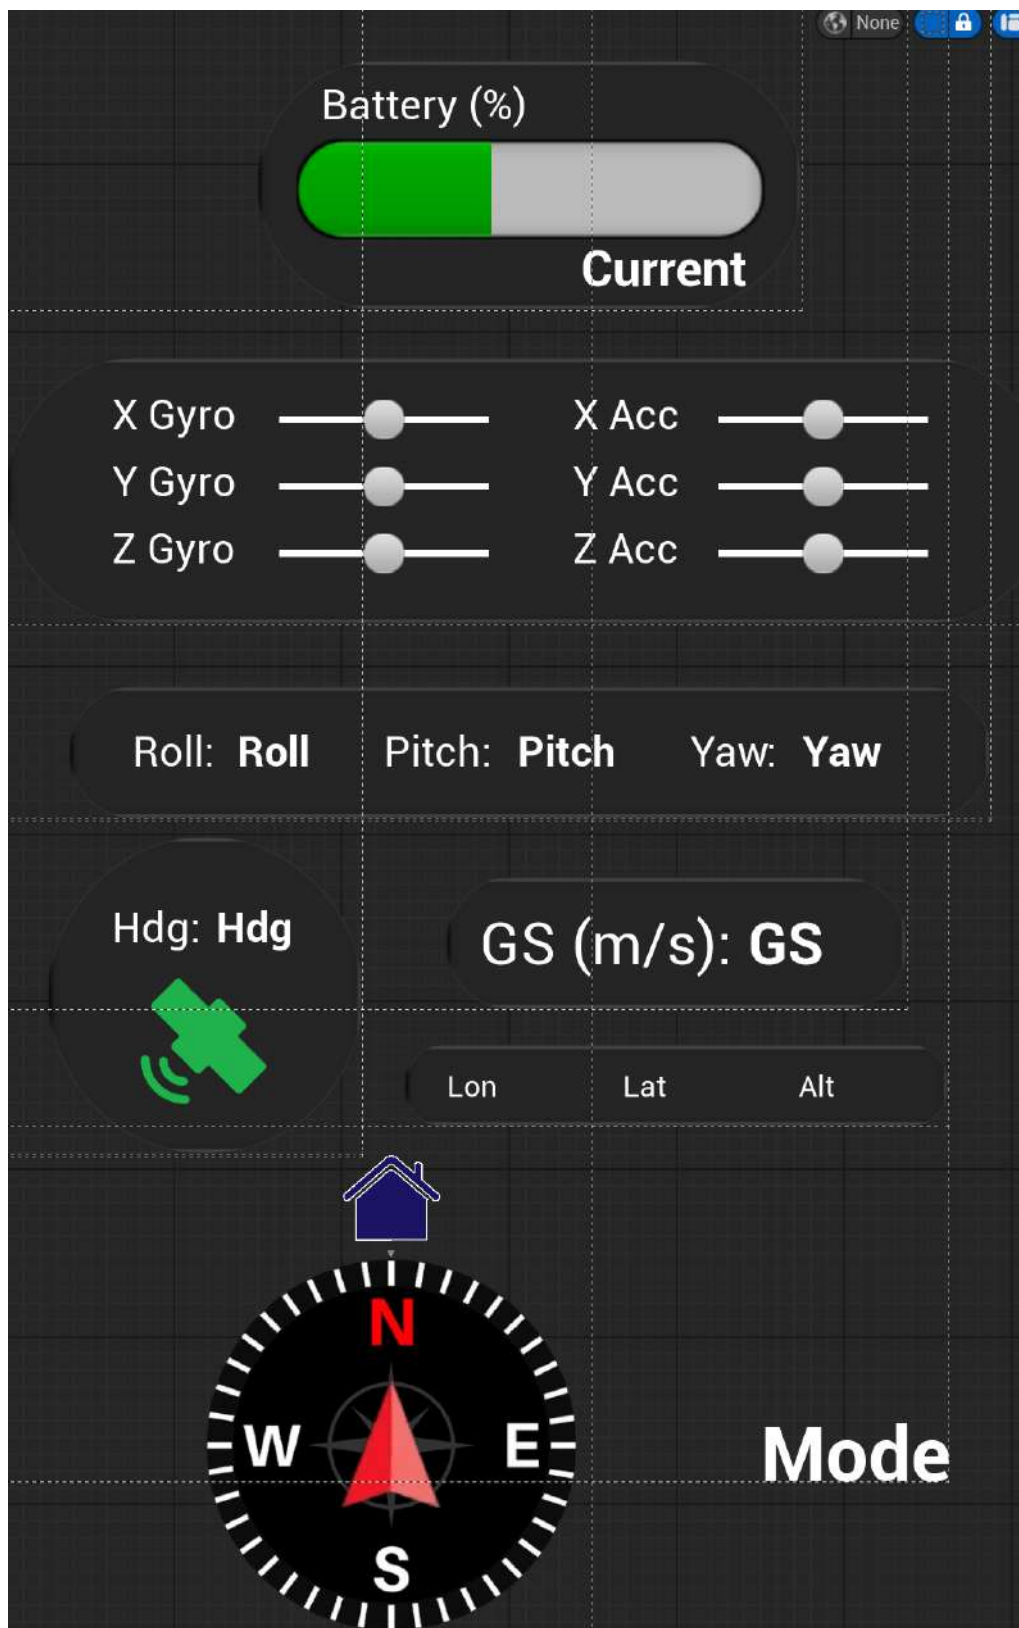 None
Battery (%)
Current
X Gyro X Acc
Y Gyro Y Acc
Z Gyro Z Acc
Roll: Roll Pitch: Pitch Yaw: Yaw
Hdg: Hdg
GS (m/s): GS
Lon Lat Alt
N
W E
Mode
S